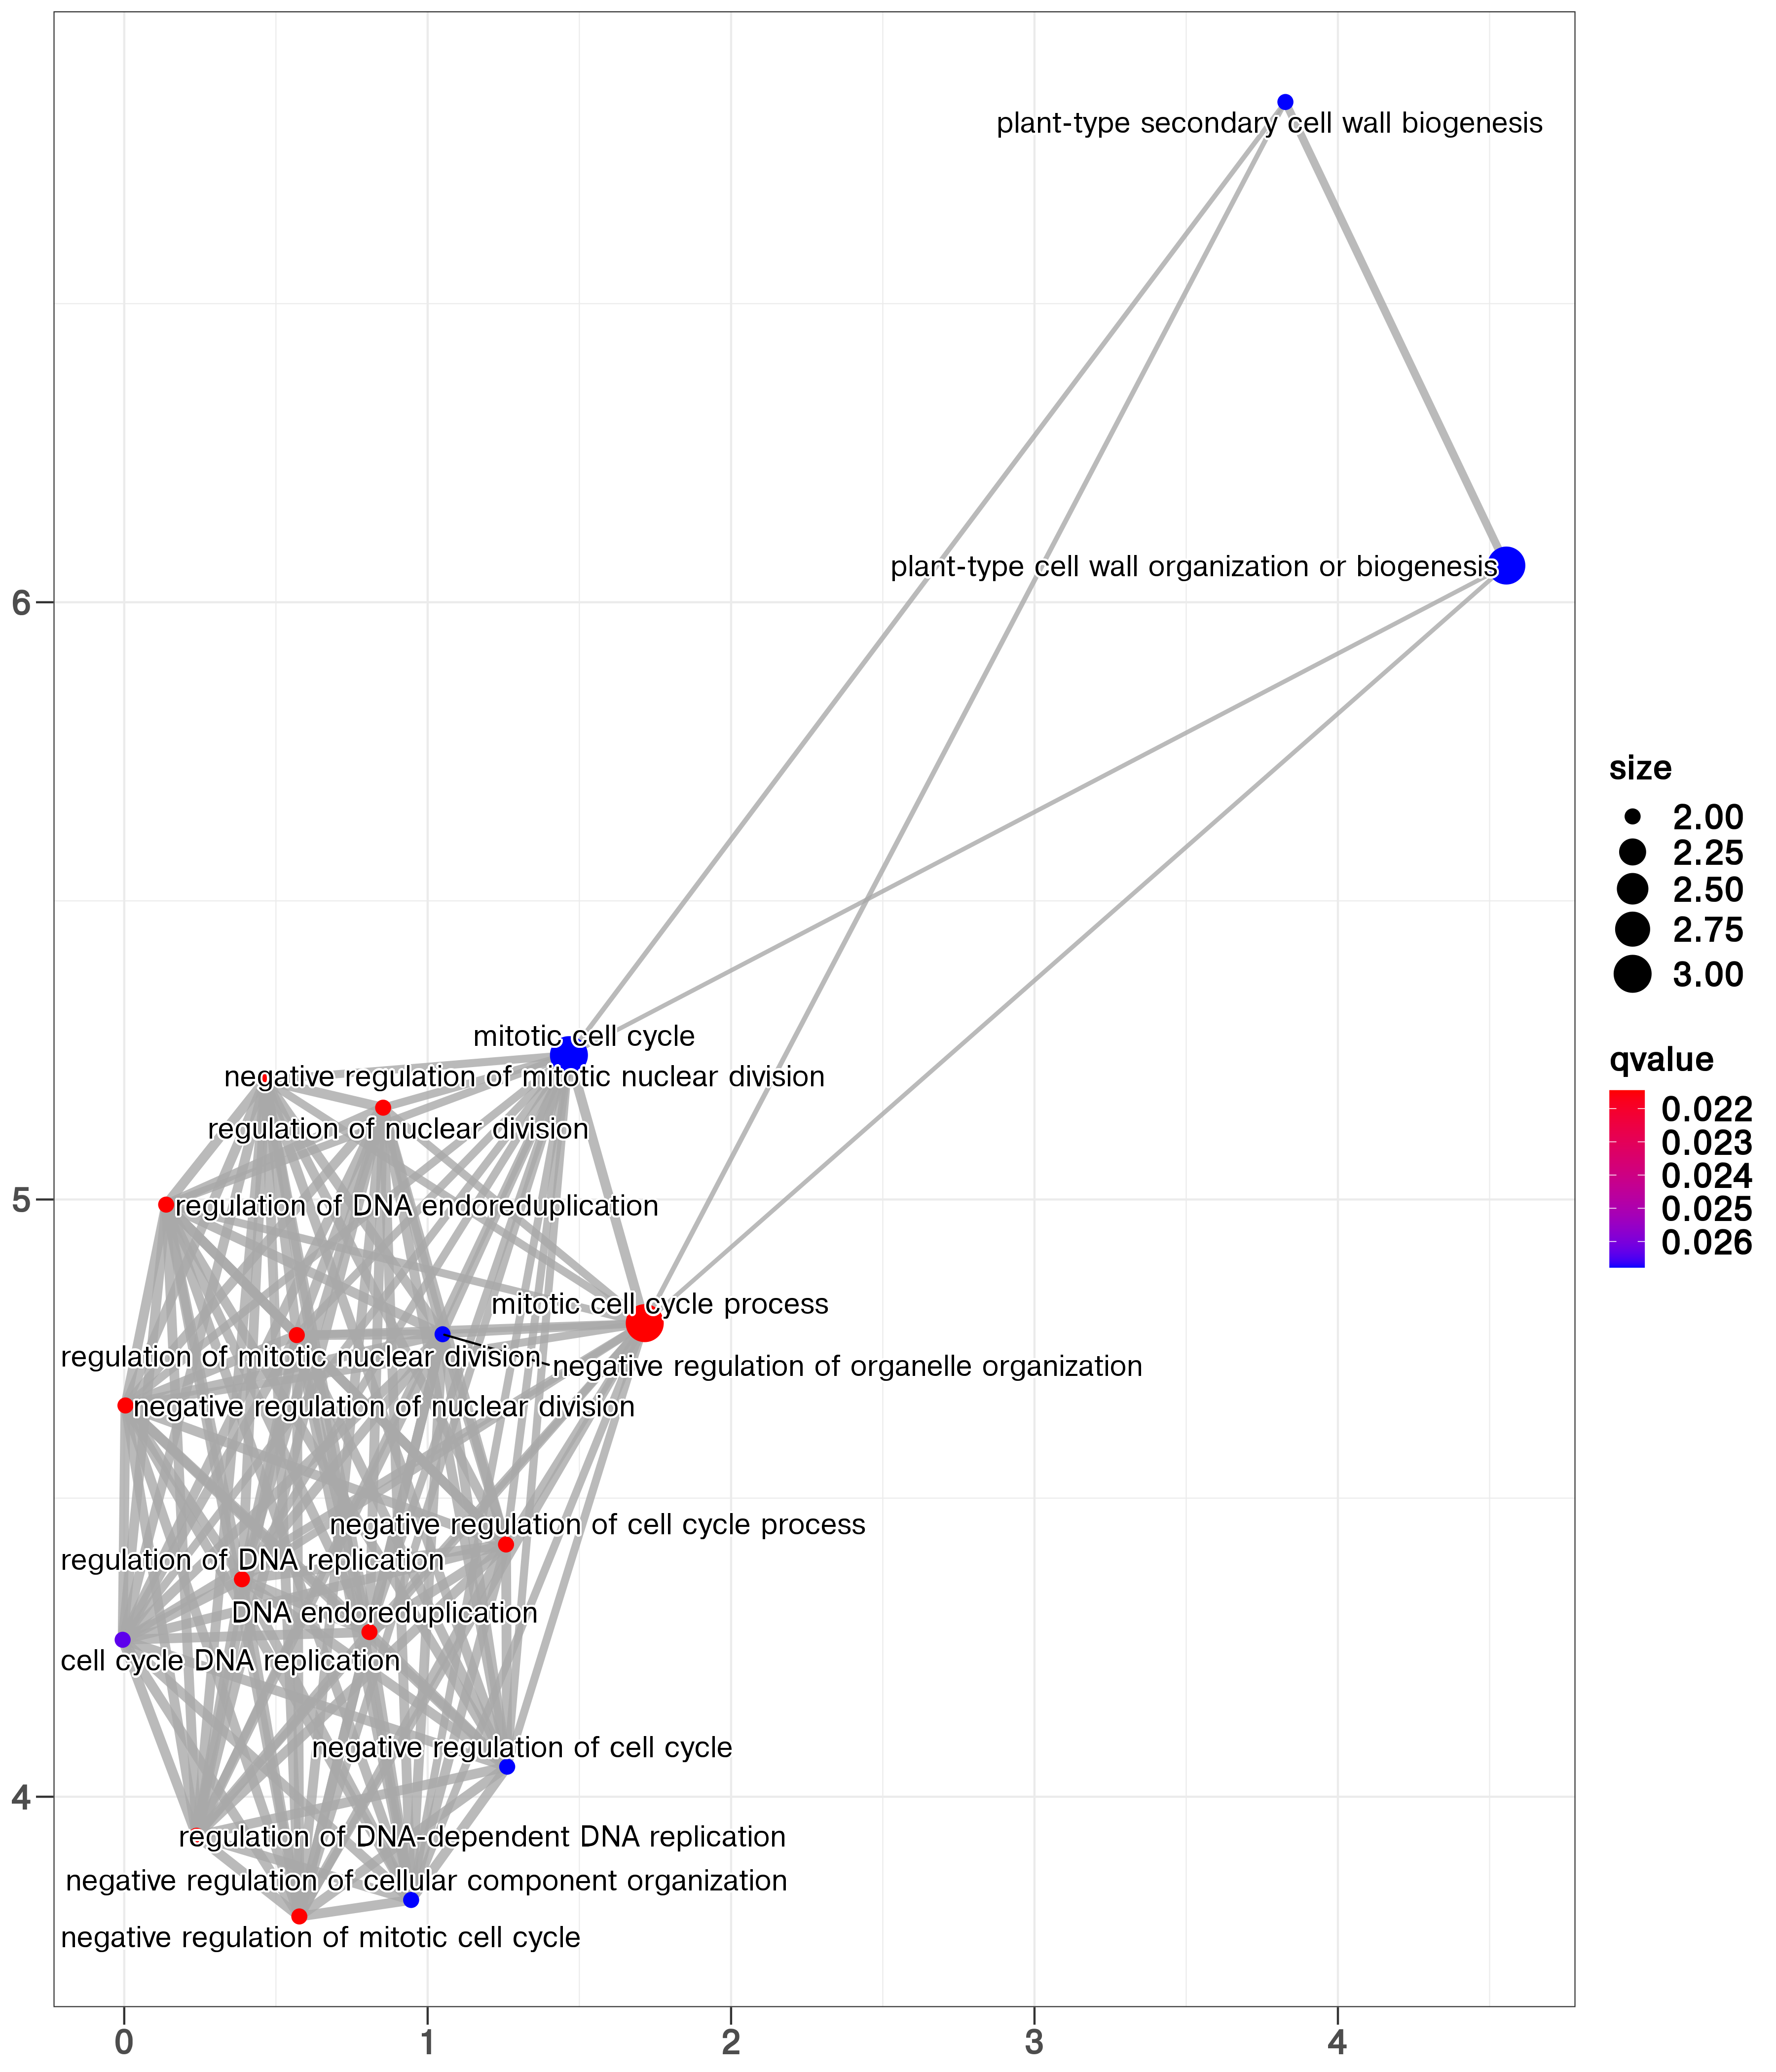 plant-type secondary cell wall biogenesis
plant-type cell wall organization or biogenesis
mitotic cell cycle
negative regulation of mitotic nuclear division
regulation of nuclear division
regulation of DNA endoreduplication
mitotic cell cycle process
regulation of mitotic nuclear division
negative regulation of organelle organization
negative regulation of nuclear division
negative regulation of cell cycle process
regulation of DNA replication
DNA endoreduplication
cell cycle DNA replication
negative regulation of cell cycle
regulation of DNA-dependent DNA replication
negative regulation of cellular component organization
negative regulation of mitotic cell cycle
6
5
4
0 1 2 3 4
size
2.00
2.25
2.50
2.75
3.00
qvalue
0.022
0.023
0.024
0.025
0.026